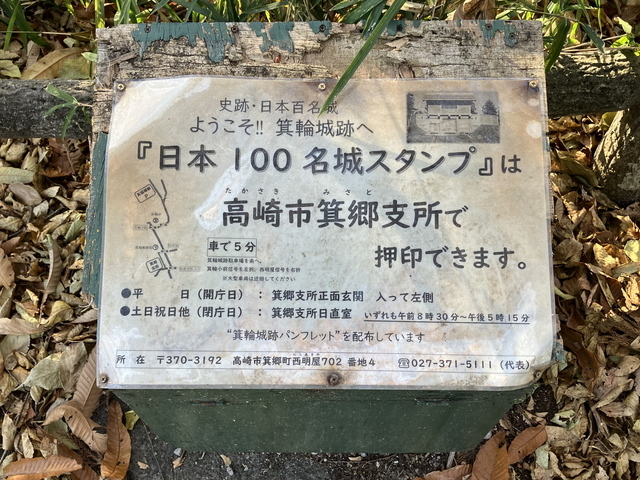 史跡・日本百名城
ようこそ!! 箕輪城跡へ
『日本100名城スタンプ』は
たかさき みさと
高崎市箕郷支所で
車で5分
押印できます。
●平　　日（開庁日）：箕郷支所正面玄関　入って左側
●土日祝日他（閉庁日）：箕郷支所日直室　いずれも午前8時30分～午後5時15分
“箕輪城跡パンフレット”を配布しています
所　在　〒370-3192　高崎市箕郷町西明屋702番地4　☎027-371-5111（代表）